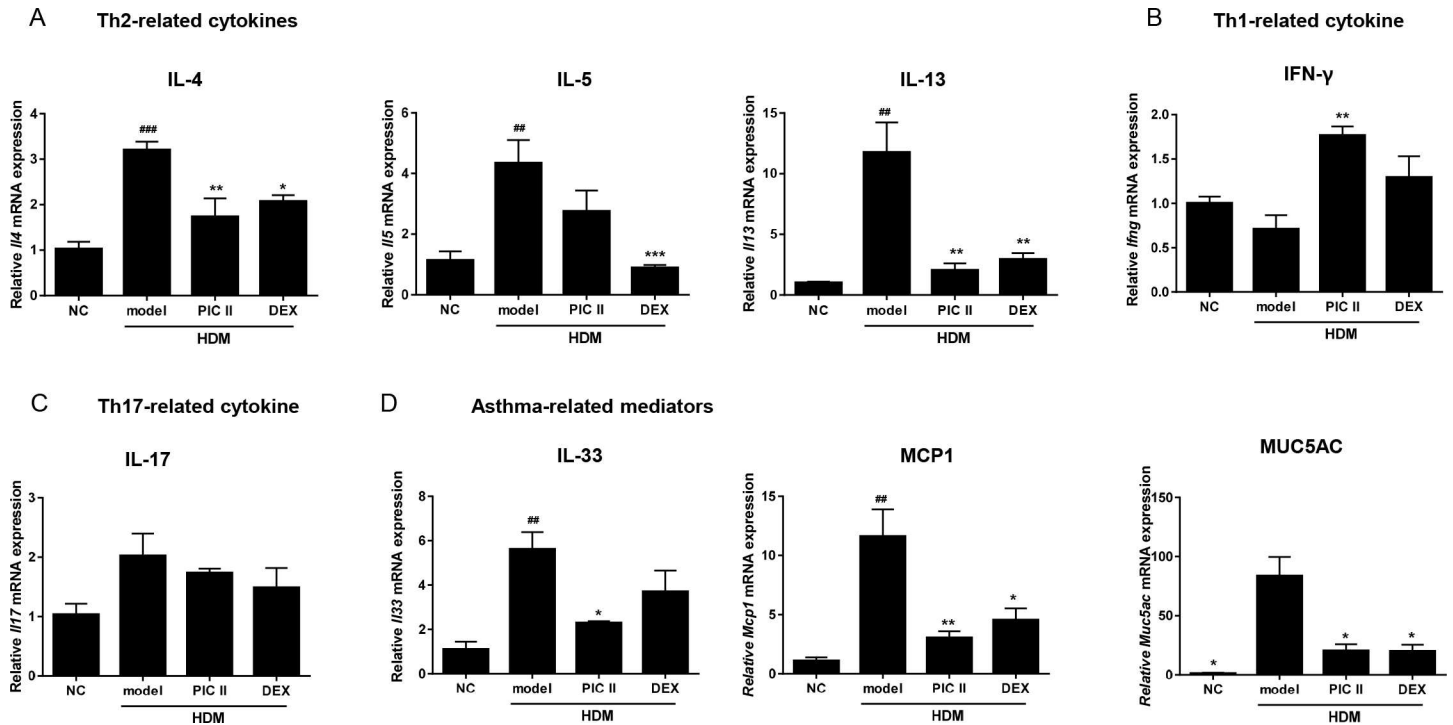 A Th2-related cytokines
IL-4
Relative Il4 mRNA expression
4
3
2
1
0
###
**
*
NC model PIC II DEX
HDM
IL-5
Relative Il5 mRNA expression
6
4
2
0
##
***
NC model PIC II DEX
HDM
IL-13
Relative Il13 mRNA expression
15
10
5
0
##
**
**
NC model PIC II DEX
HDM
B Th1-related cytokine
IFN-γ
Relative Ifng mRNA expression
2.0
1.5
1.0
0.5
0.0
**
NC model PIC II DEX
HDM
C Th17-related cytokine
IL-17
Relative Il17 mRNA expression
3
2
1
0
NC model PIC II DEX
HDM
D Asthma-related mediators
IL-33
Relative Il33 mRNA expression
8
6
4
2
0
##
*
NC model PIC II DEX
HDM
MCP1
Relative Mcp1 mRNA expression
15
10
5
0
##
**
*
NC model PIC II DEX
HDM
MUC5AC
Relative Muc5ac mRNA expression
150
100
50
0
*
*
*
NC model PIC II DEX
HDM